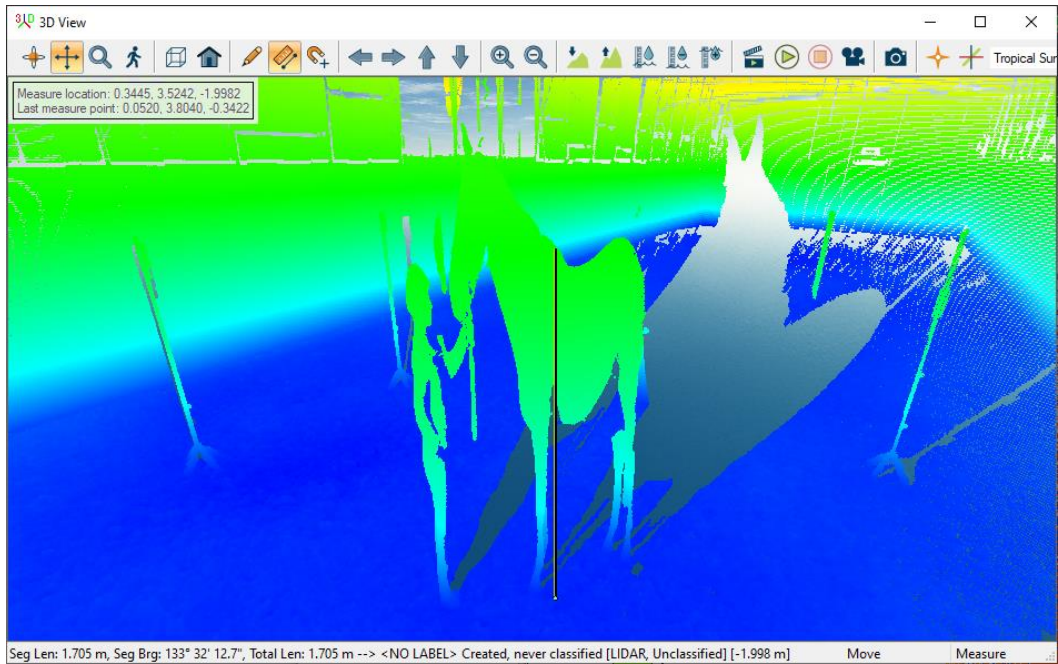 3D View
Tropical Sur
Measure location: 0.3445, 3.5242, -1.9982
Last measure point: 0.0520, 3.8040, -0.3422
Seg Len: 1.705 m, Seg Brg: 133° 32' 12.7", Total Len: 1.705 m --> <NO LABEL> Created, never classified [LIDAR, Unclassified] [-1.998 m]
Move
Measure